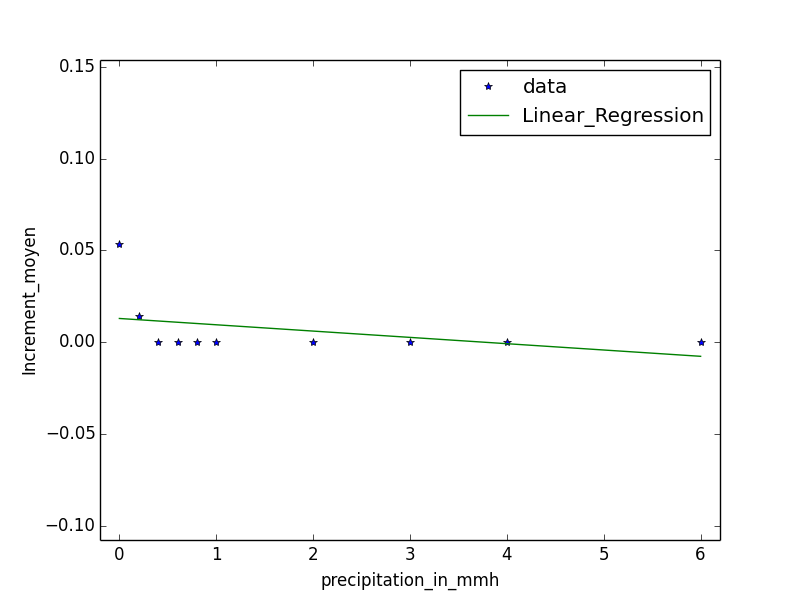 0.15
0.10
0.05
0.00
−0.05
−0.10
Increment_moyen
data
Linear_Regression
0 1 2 3 4 5 6
precipitation_in_mmh